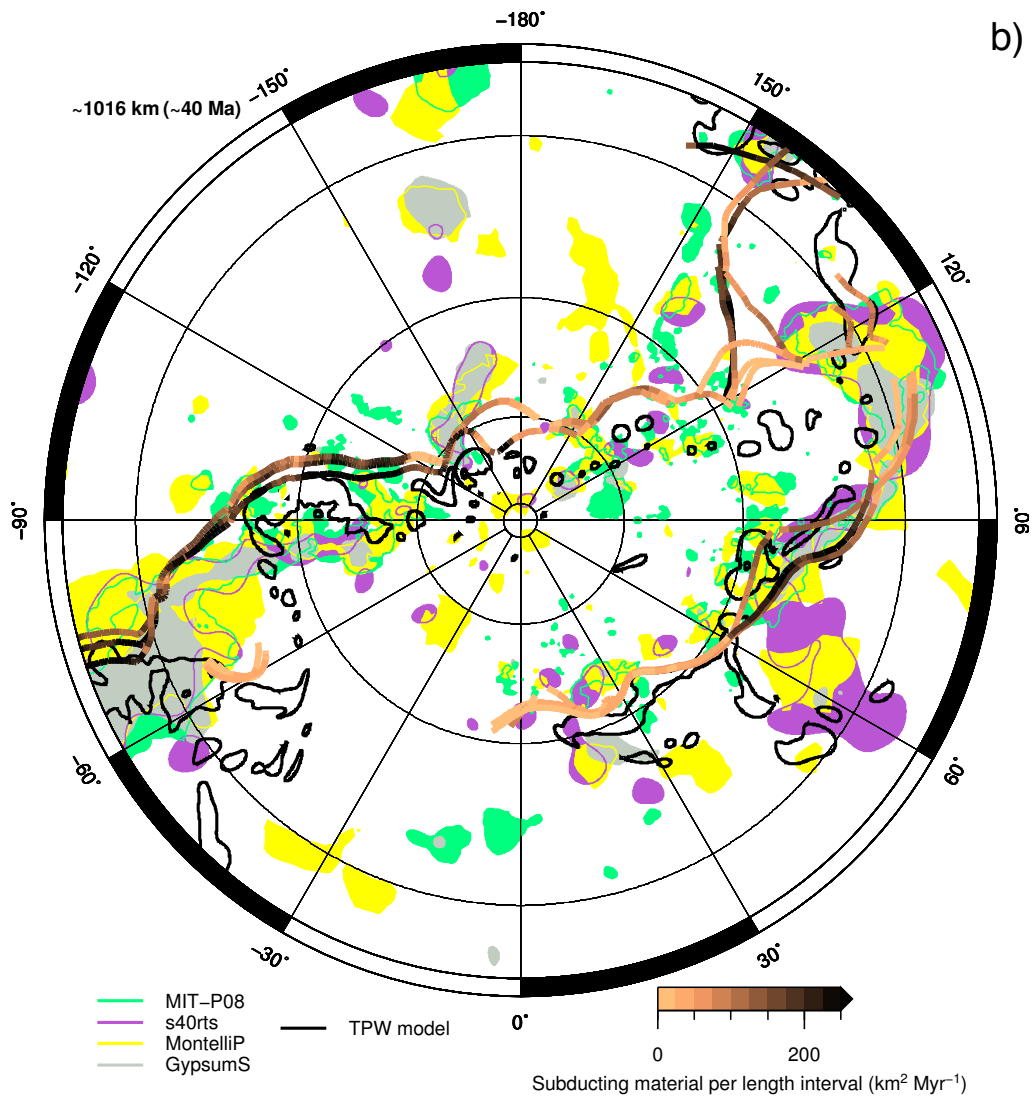 b)
−180˚
−150˚
150˚
~1016 km (~40 Ma)
−120˚
120˚
−90˚
90˚
−60˚
60˚
−30˚
30˚
0˚
MIT−P08
s40rts
MontelliP
GypsumS
TPW model
0 200
Subducting material per length interval (km² Myr⁻¹)